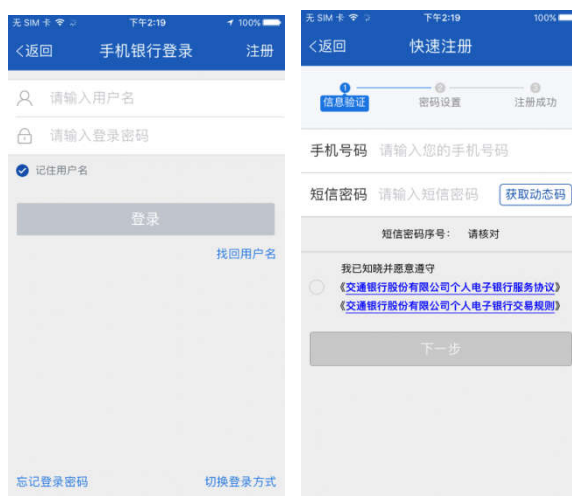 无 SIM 卡 下午2:19 100%
<返回 手机银行登录 注册
请输入用户名
请输入登录密码
记住用户名
登录
找回用户名
忘记登录密码 切换登录方式
无 SIM 卡 下午2:19 100%
<返回 快速注册
1 2 3
信息验证 密码设置 注册成功
手机号码 请输入您的手机号码
短信密码 请输入短信密码 获取动态码
短信密码序号： 请核对
我已知晓并愿意遵守
《交通银行股份有限公司个人电子银行服务协议》
《交通银行股份有限公司个人电子银行交易规则》
下一步